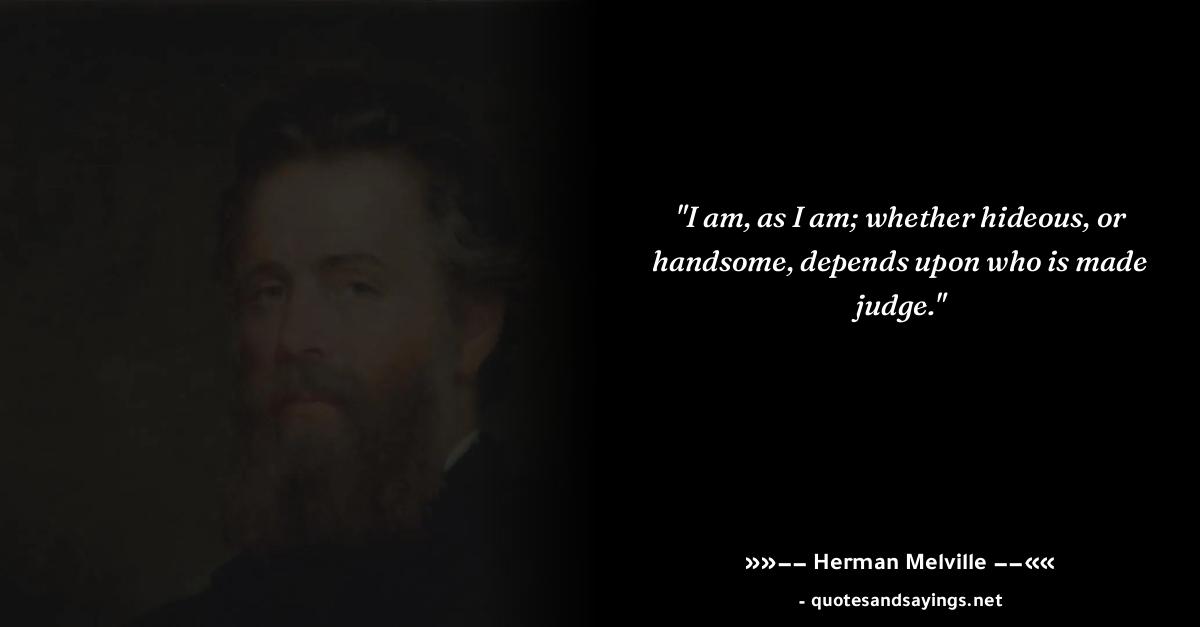 "I am, as I am; whether hideous, or
handsome, depends upon who is made
judge."
»»–– Herman Melville ––««
- quotesandsayings.net